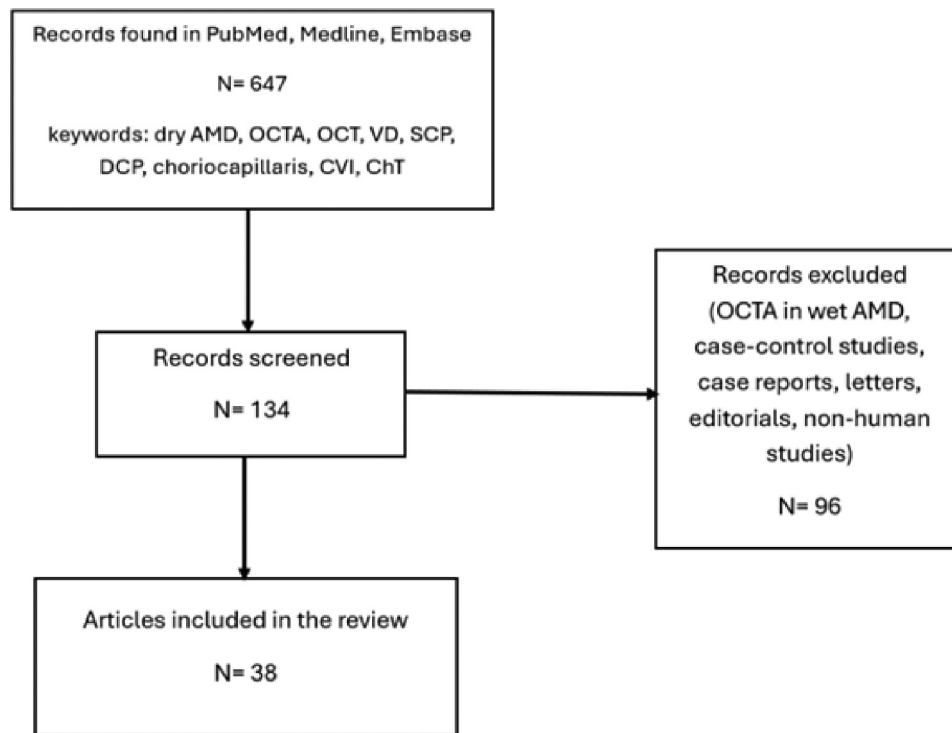 Records found in PubMed, Medline, Embase
N= 647
keywords: dry AMD, OCTA, OCT, VD, SCP,
DCP, choriocapillaris, CVI, ChT
Records screened
N= 134
Records excluded
(OCTA in wet AMD,
case-control studies,
case reports, letters,
editorials, non-human
studies)
N= 96
Articles included in the review
N= 38